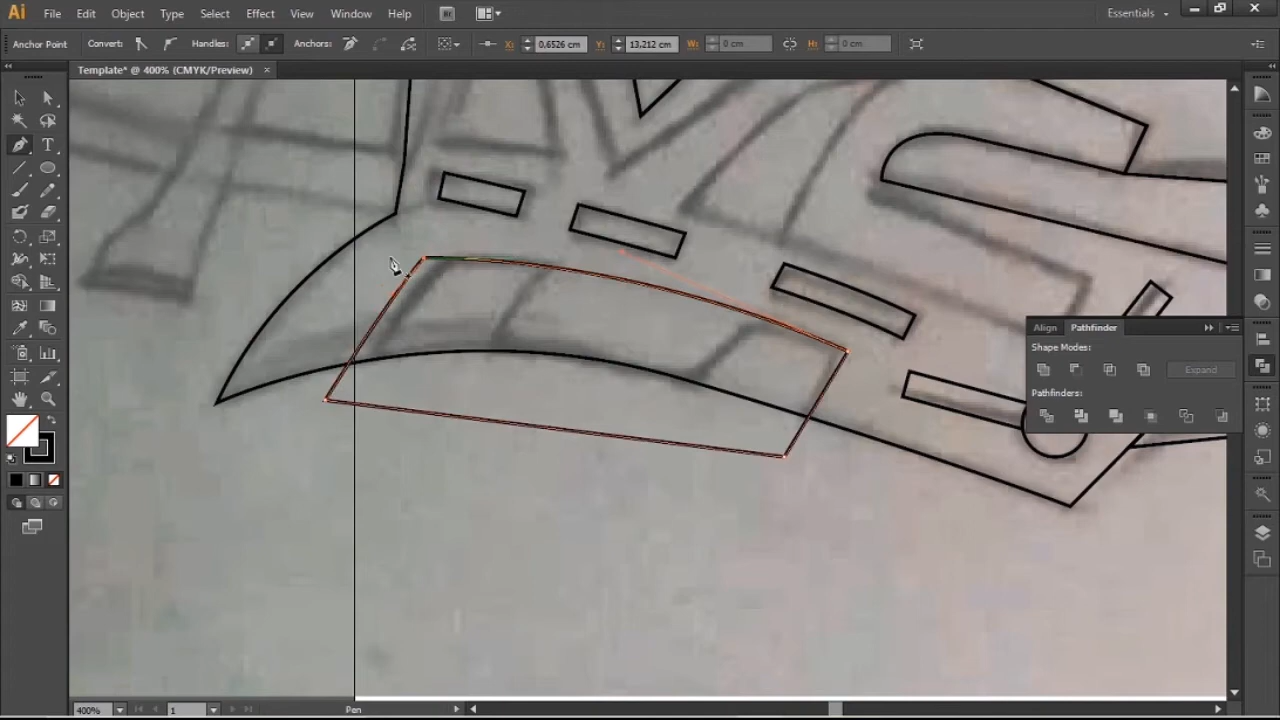 Ai File Edit Object Type Select Effect View Window Help Br Essentials
Anchor Point Convert: Handles: Anchors: X: 0,6526 cm Y: 13,212 cm W: 0 cm H: 0 cm
Template* @ 400% (CMYK/Preview) ×
T
Align Pathfinder
Shape Modes:
Expand
Pathfinders:
400% 1 Pen